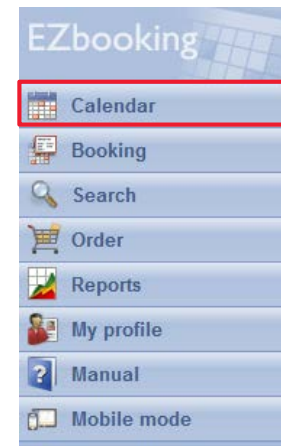 EZbooking
Calendar
Booking
Search
Order
Reports
My profile
Manual
Mobile mode